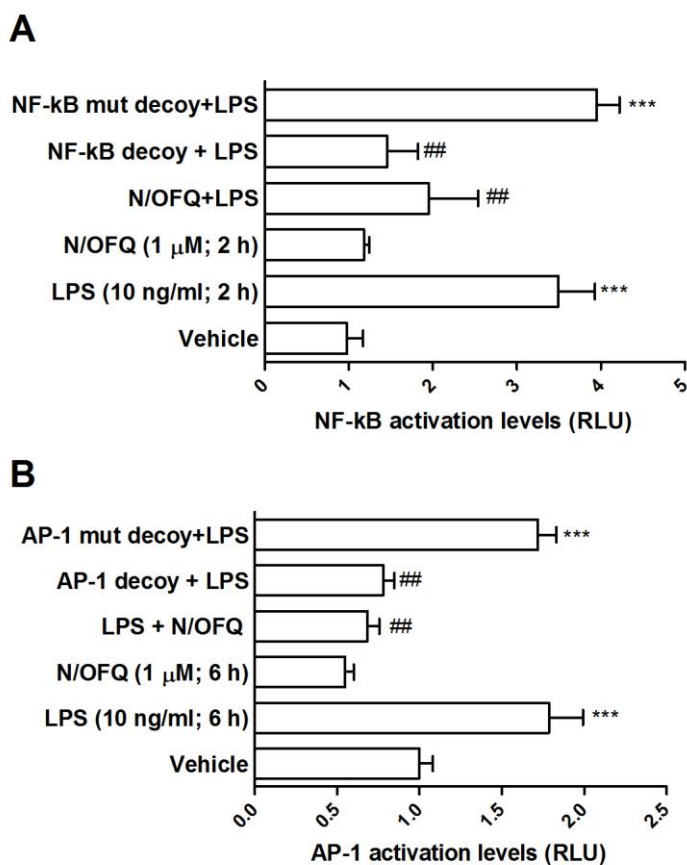 A
NF-kB mut decoy+LPS
***
NF-kB decoy + LPS
##
N/OFQ+LPS
##
N/OFQ (1 μM; 2 h)
LPS (10 ng/ml; 2 h)
***
Vehicle
0 1 2 3 4 5
NF-kB activation levels (RLU)
B
AP-1 mut decoy+LPS
***
AP-1 decoy + LPS
##
LPS + N/OFQ
##
N/OFQ (1 μM; 6 h)
LPS (10 ng/ml; 6 h)
***
Vehicle
0.0 0.5 1.0 1.5 2.0 2.5
AP-1 activation levels (RLU)